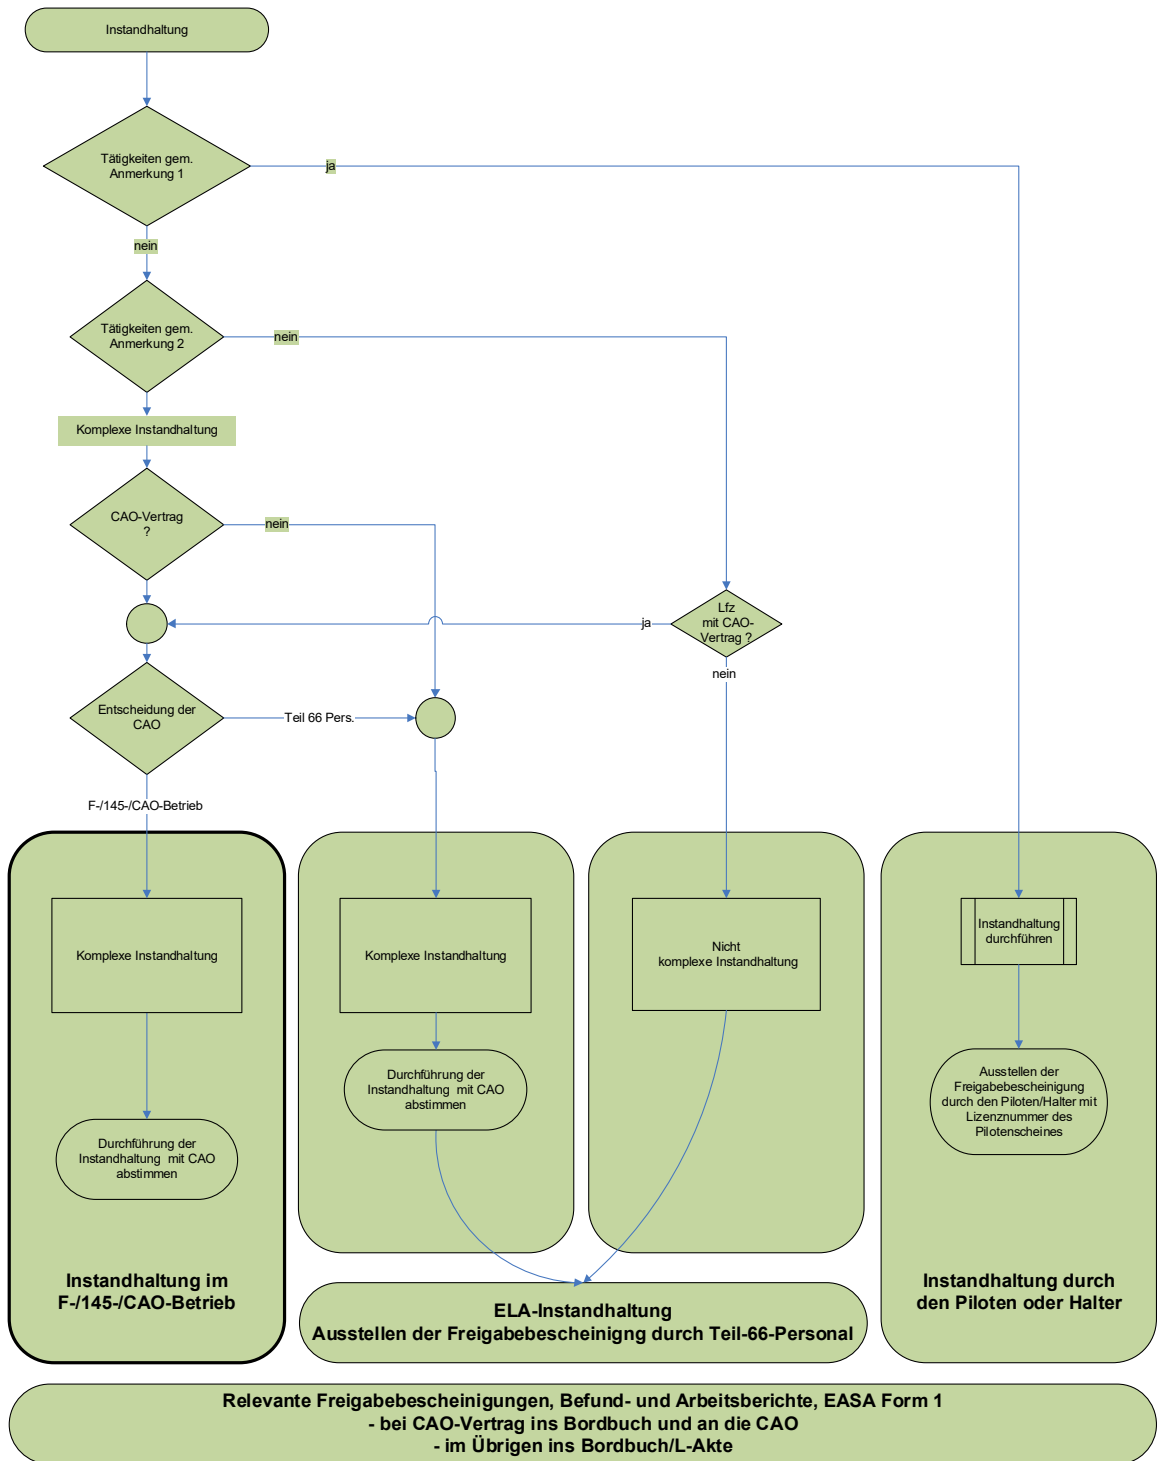 Instandhaltung
Tätigkeiten gem.
Anmerkung 1
ja
nein
Tätigkeiten gem.
Anmerkung 2
nein
Komplexe Instandhaltung
CAO-Vertrag
?
nein
Lfz
mit CAO-
Vertrag ?
ja
nein
Entscheidung der
CAO
Teil 66 Pers.
F-/145-/CAO-Betrieb
Komplexe Instandhaltung
Durchführung der
Instandhaltung mit CAO
abstimmen
Instandhaltung im
F-/145-/CAO-Betrieb
Komplexe Instandhaltung
Durchführung der
Instandhaltung mit CAO
abstimmen
Nicht
komplexe Instandhaltung
ELA-Instandhaltung
Ausstellen der Freigabebescheinigng durch Teil-66-Personal
Instandhaltung
durchführen
Ausstellen der
Freigabebescheinigung
durch den Piloten/Halter mit
Lizenznummer des
Pilotenscheines
Instandhaltung durch
den Piloten oder Halter
Relevante Freigabebescheinigungen, Befund- und Arbeitsberichte, EASA Form 1
- bei CAO-Vertrag ins Bordbuch und an die CAO
- im Übrigen ins Bordbuch/L-Akte